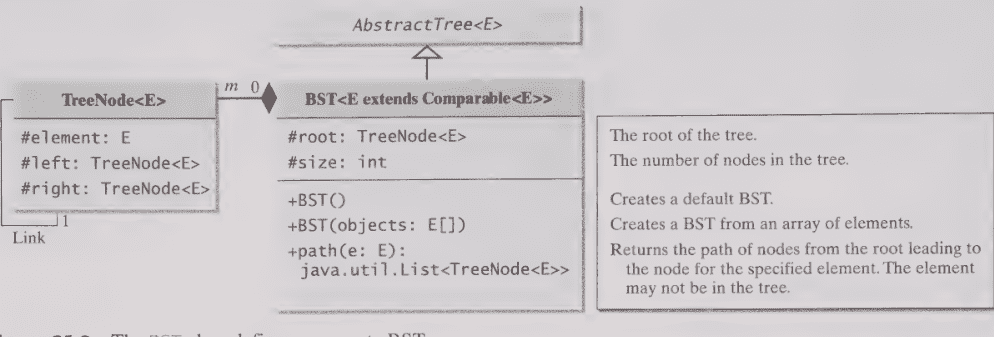 AbstractTree<E>
m 0
TreeNode<E>
#element: E
#left: TreeNode<E>
#right: TreeNode<E>
1
Link
BST<E extends Comparable<E>>
#root: TreeNode<E>
#size: int
+BST()
+BST(objects: E[])
+path(e: E):
java.util.List<TreeNode<E>>
The root of the tree.
The number of nodes in the tree.
Creates a default BST.
Creates a BST from an array of elements.
Returns the path of nodes from the root leading to
the node for the specified element. The element
may not be in the tree.